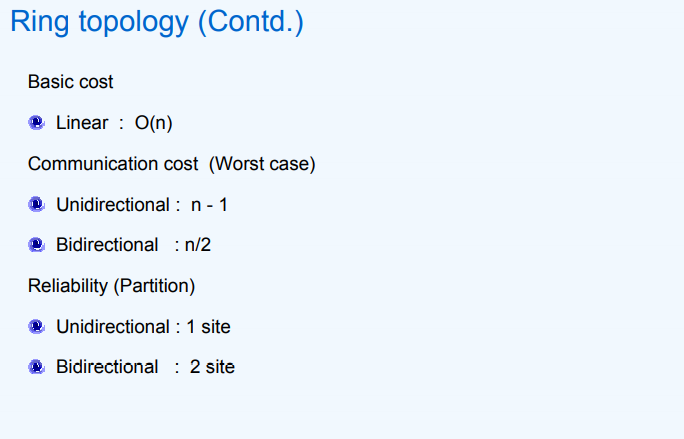 Ring topology (Contd.)
Basic cost
Linear : O(n)
Communication cost (Worst case)
Unidirectional : n - 1
Bidirectional : n/2
Reliability (Partition)
Unidirectional : 1 site
Bidirectional : 2 site